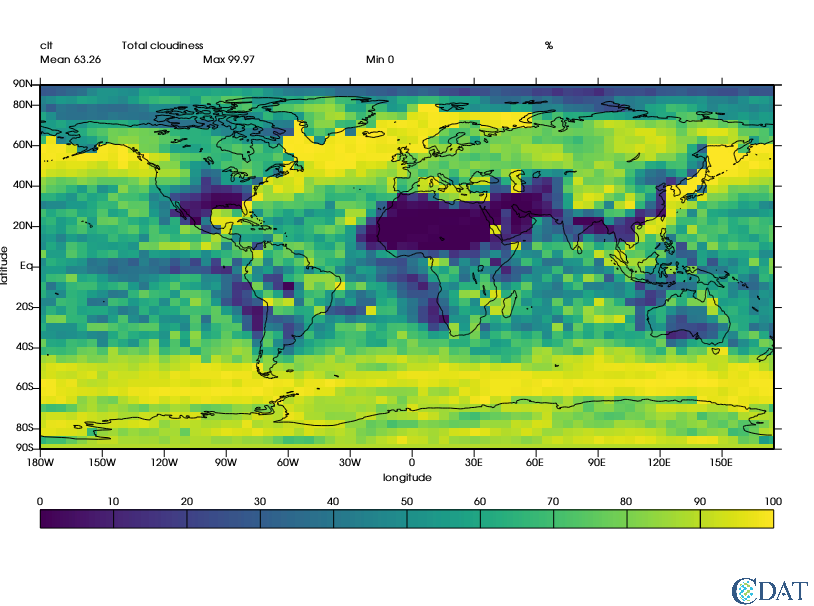 clt Total cloudiness %
Mean 63.26 Max 99.97 Min 0
90N
80N
60N
40N
20N
Eq
20S
40S
60S
80S
90S
latitude
180W 150W 120W 90W 60W 30W 0 30E 60E 90E 120E 150E
longitude
0 10 20 30 40 50 60 70 80 90 100
CDAT